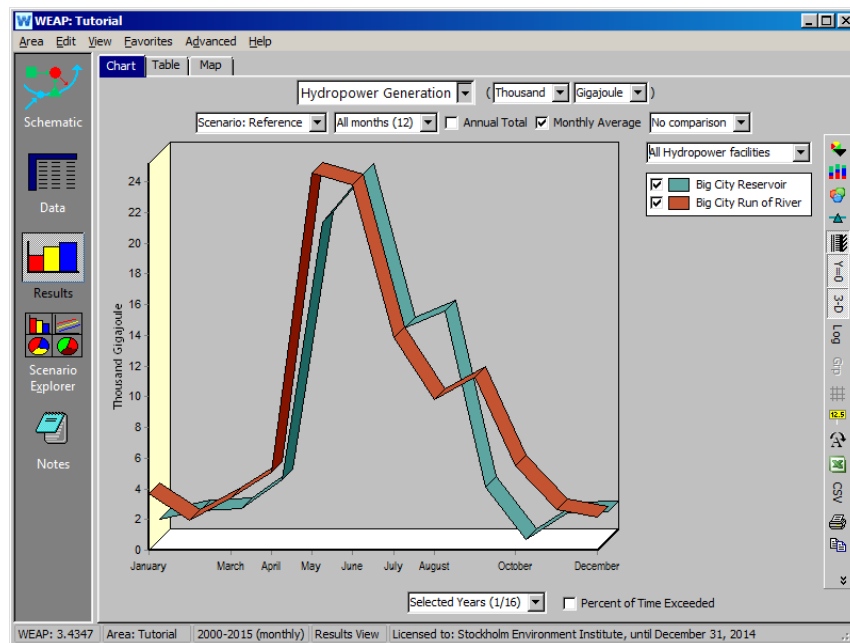 WEAP: Tutorial
Area Edit View Favorites Advanced Help
Chart Table Map
Hydropower Generation ( Thousand Gigajoule )
Scenario: Reference All months (12) Annual Total Monthly Average No comparison
All Hydropower facilities
Big City Reservoir
Big City Run of River
Schematic
Data
Results
Scenario
Explorer
Notes
Thousand Gigajoule
24
22
20
18
16
14
12
10
8
6
4
2
0
January March April May June July August October December
Y=0
3-D
Log
Grp
12.5
CSV
Selected Years (1/16) Percent of Time Exceeded
WEAP: 3.4347 Area: Tutorial 2000-2015 (monthly) Results View Licensed to: Stockholm Environment Institute, until December 31, 2014